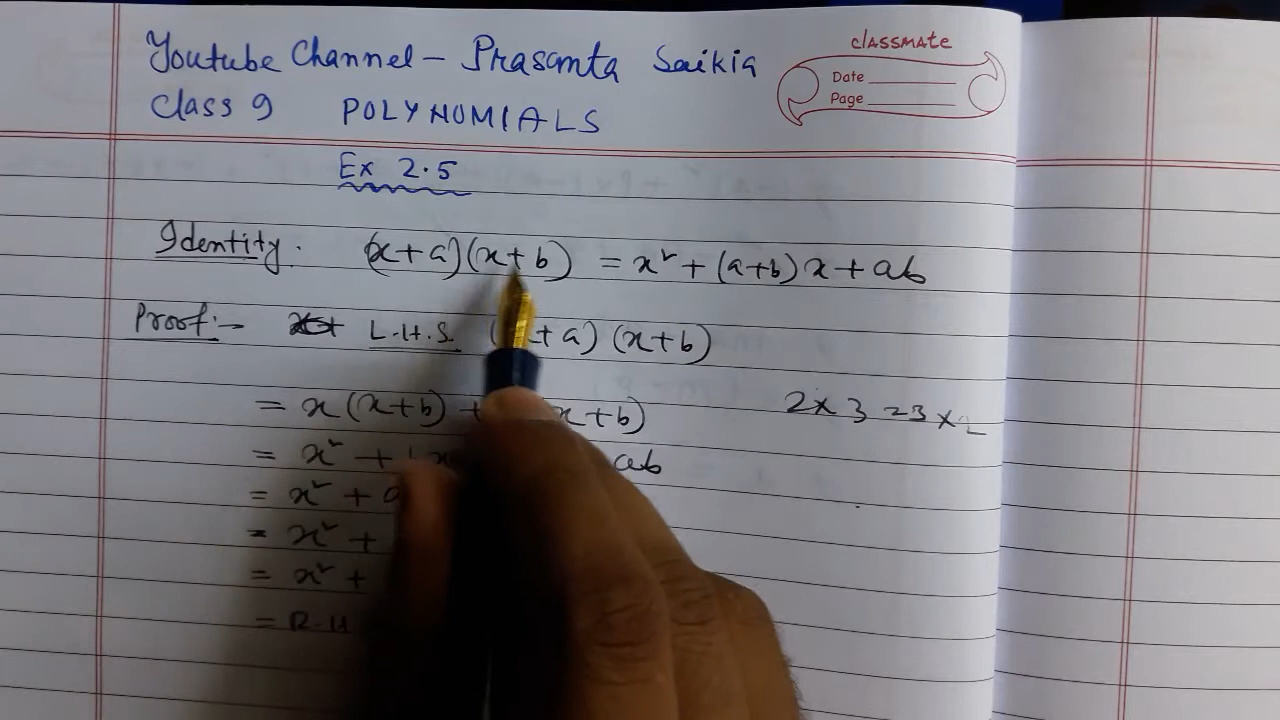 Youtube Channel - Prasanta Saikia
Class 9 POLYNOMIALS
classmate
Date
Page
Ex 2.5
Identity. (x+a)(x+b) = x² + (a+b)x + ab
Proof:- L.H.S. + a) (x+b)
= x(x+b) + x+b)
= x² + ab
2×3 = 3×2
= x² + a
= x² +
= x² +
= R.H